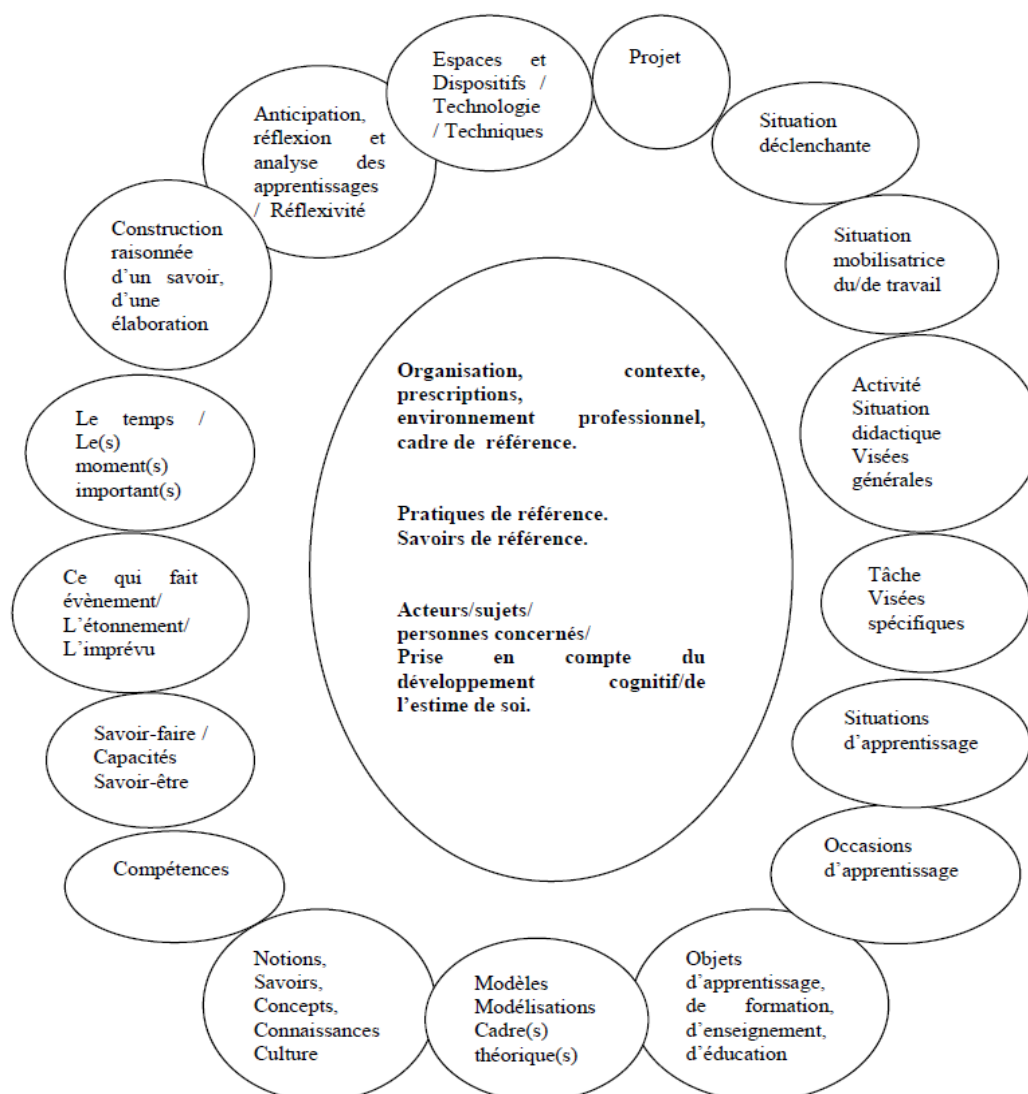 Espaces et
Dispositifs /
Technologie
/ Techniques
Projet
Situation
déclenchante
Situation
mobilisatrice
du/de travail
Activité
Situation
didactique
Visées
générales
Tâche
Visées
spécifiques
Situations
d'apprentissage
Occasions
d'apprentissage
Objets
d'apprentissage,
de formation,
d'enseignement,
d'éducation
Modèles
Modélisations
Cadre(s)
théorique(s)
Notions,
Savoirs,
Concepts,
Connaissances
Culture
Compétences
Savoir-faire /
Capacités
Savoir-être
Ce qui fait
évènement/
L'étonnement/
L'imprévu
Le temps /
Le(s)
moment(s)
important(s)
Construction
raisonnée
d'un savoir,
d'une
élaboration
Anticipation,
réflexion et
analyse des
apprentissages
/ Réflexivité
Organisation, contexte,
prescriptions,
environnement professionnel,
cadre de référence.
Pratiques de référence.
Savoirs de référence.
Acteurs/sujets/
personnes concernés/
Prise en compte du
développement cognitif/de
l'estime de soi.